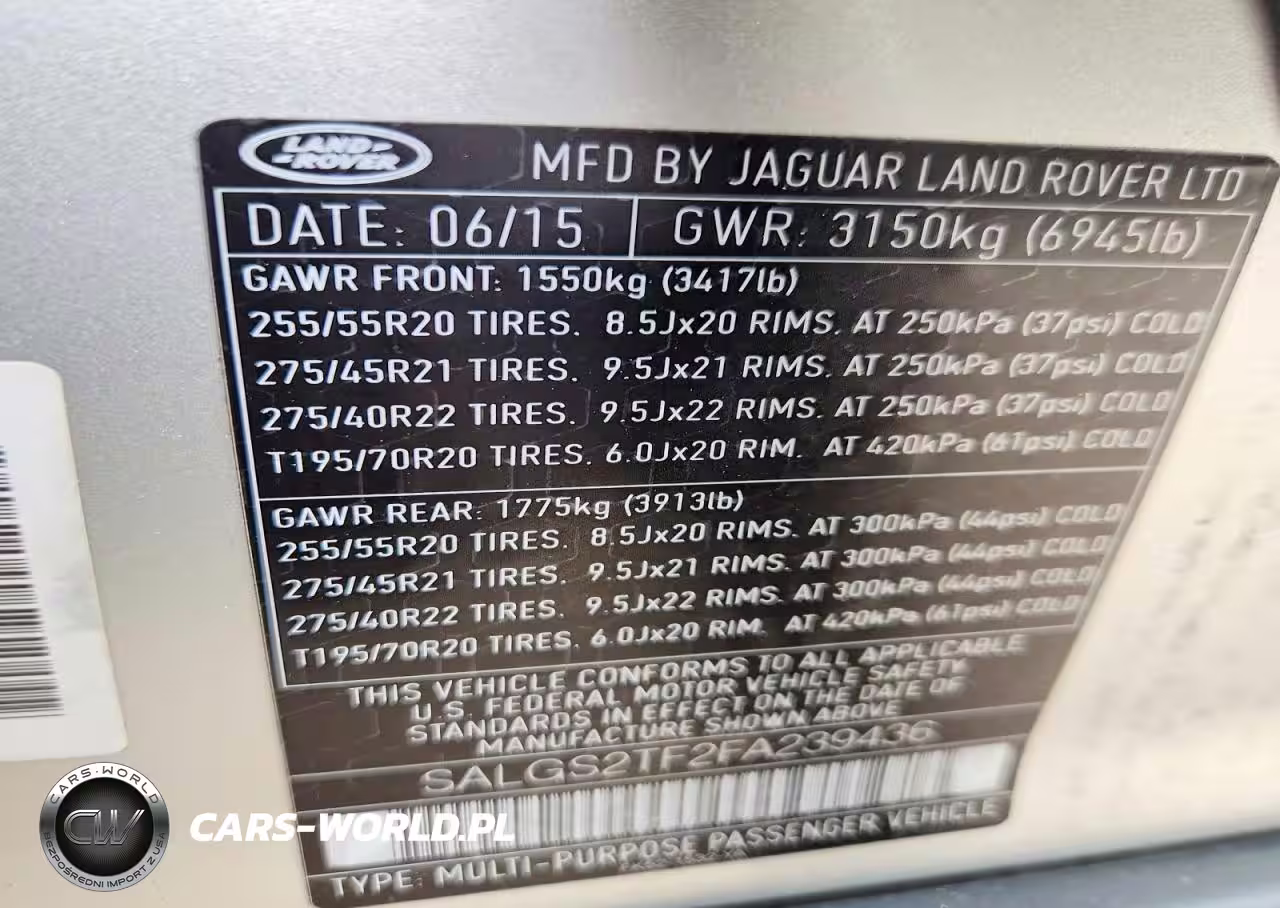 LAND-
-ROVER
MFD BY JAGUAR LAND ROVER LTD
DATE: 06/15 GWR: 3150kg (6945lb)
GAWR FRONT: 1550kg (3417lb)
255/55R20 TIRES. 8.5Jx20 RIMS. AT 250kPa (37psi) COLD
275/45R21 TIRES. 9.5Jx21 RIMS. AT 250kPa (37psi) COLD
275/40R22 TIRES. 9.5Jx22 RIMS. AT 250kPa (37psi) COLD
T195/70R20 TIRES. 6.0Jx20 RIM. AT 420kPa (61psi) COLD
GAWR REAR: 1775kg (3913lb)
255/55R20 TIRES. 8.5Jx20 RIMS. AT 300kPa (44psi) COLD
275/45R21 TIRES. 9.5Jx21 RIMS. AT 300kPa (44psi) COLD
275/40R22 TIRES. 9.5Jx22 RIMS. AT 300kPa (44psi) COLD
T195/70R20 TIRES. 6.0Jx20 RIM. AT 420kPa (61psi) COLD
THIS VEHICLE CONFORMS TO ALL APPLICABLE
U.S. FEDERAL MOTOR VEHICLE SAFETY
STANDARDS IN EFFECT ON THE DATE OF
MANUFACTURE SHOWN ABOVE
SALGS2TF2FA239436
TYPE: MULTI-PURPOSE PASSENGER VEHICLE
CARS-WORLD
CW
BEZPOŚREDNI IMPORT Z USA
CARS-WORLD.PL